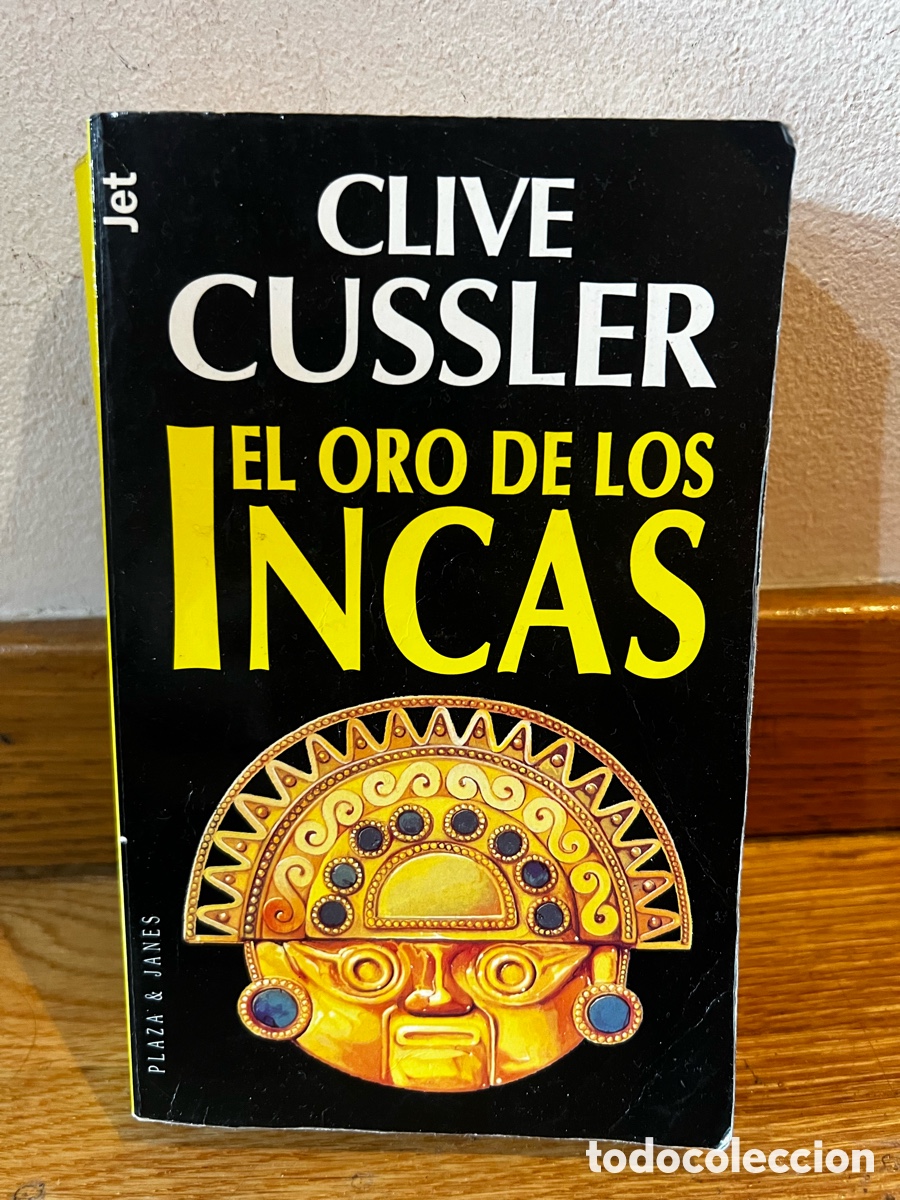 Jet
CLIVE
CUSSLER
EL ORO DE LOS
INCAS
PLAZA & JANES
todocoleccion